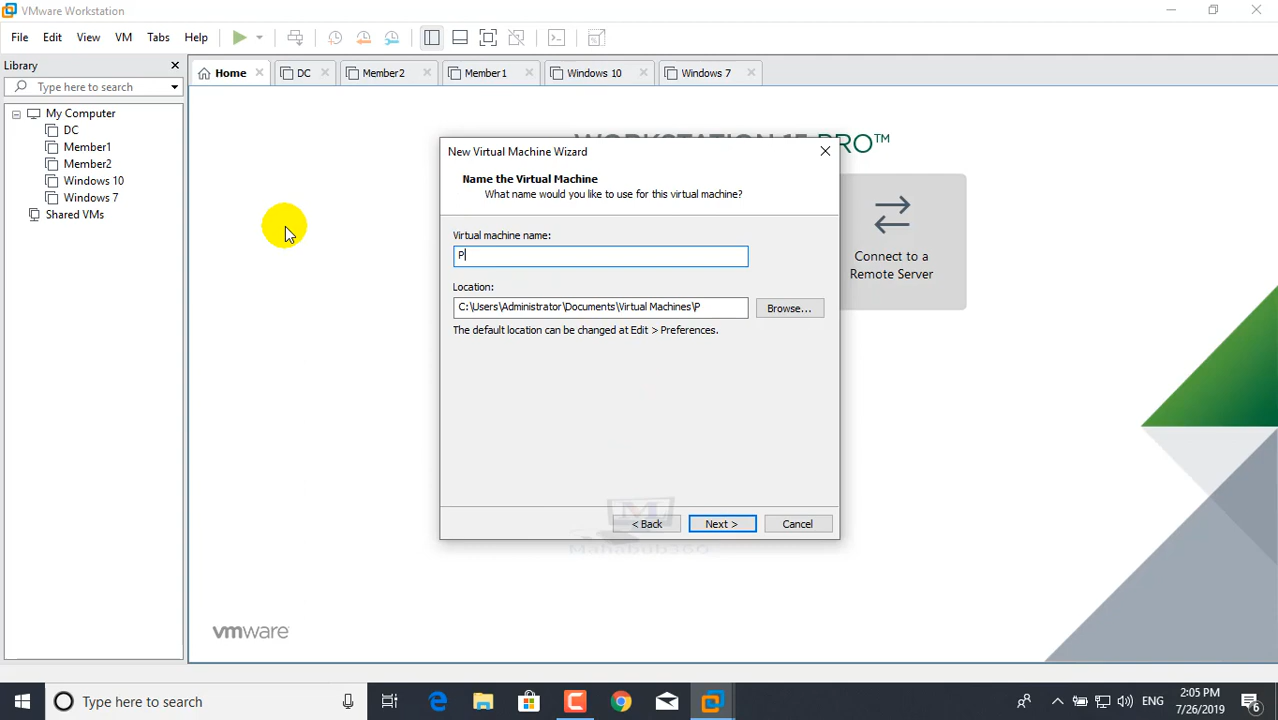 VMware Workstation
File Edit View VM Tabs Help
Library
Type here to search
My Computer
DC
Member1
Member2
Windows 10
Windows 7
Shared VMs
Home DC Member2 Member1 Windows 10 Windows 7
PRO™
New Virtual Machine Wizard
Name the Virtual Machine
What name would you like to use for this virtual machine?
Virtual machine name:
P
Location:
C:\Users\Administrator\Documents\Virtual Machines\P
Browse...
The default location can be changed at Edit > Preferences.
< Back Next > Cancel
Mahabub360
Connect to a
Remote Server
vmware
Type here to search
ENG
2:05 PM
7/26/2019
6